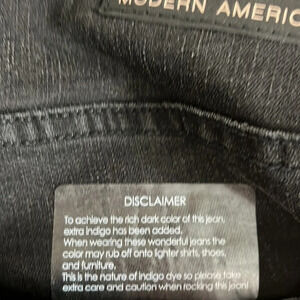 MODERN AMERIC
DISCLAIMER
To achieve the rich dark color of this jean,
extra indigo has been added.
When wearing these wonderful jeans the
color may rub off onto lighter shirts, shoes,
and furniture.
This is the nature of indigo dye so please take
extra care and caution when rocking this jean!